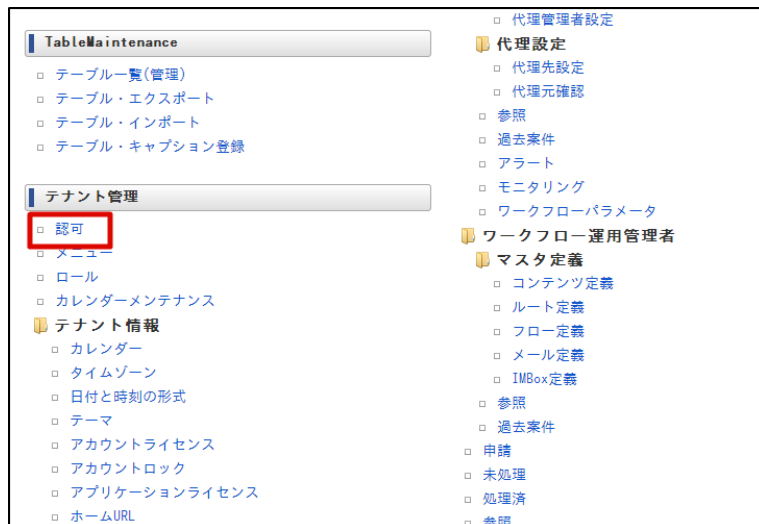 TableMaintenance
テーブル一覧(管理)
テーブル・エクスポート
テーブル・インポート
テーブル・キャプション登録
テナント管理
認可
メニュー
ロール
カレンダーメンテナンス
テナント情報
カレンダー
タイムゾーン
日付と時刻の形式
テーマ
アカウントライセンス
アカウントロック
アプリケーションライセンス
ホームURL
代理管理者設定
代理設定
代理先設定
代理元確認
参照
過去案件
アラート
モニタリング
ワークフローパラメータ
ワークフロー運用管理者
マスタ定義
コンテンツ定義
ルート定義
フロー定義
メール定義
IMBox定義
参照
過去案件
申請
未処理
処理済
参照